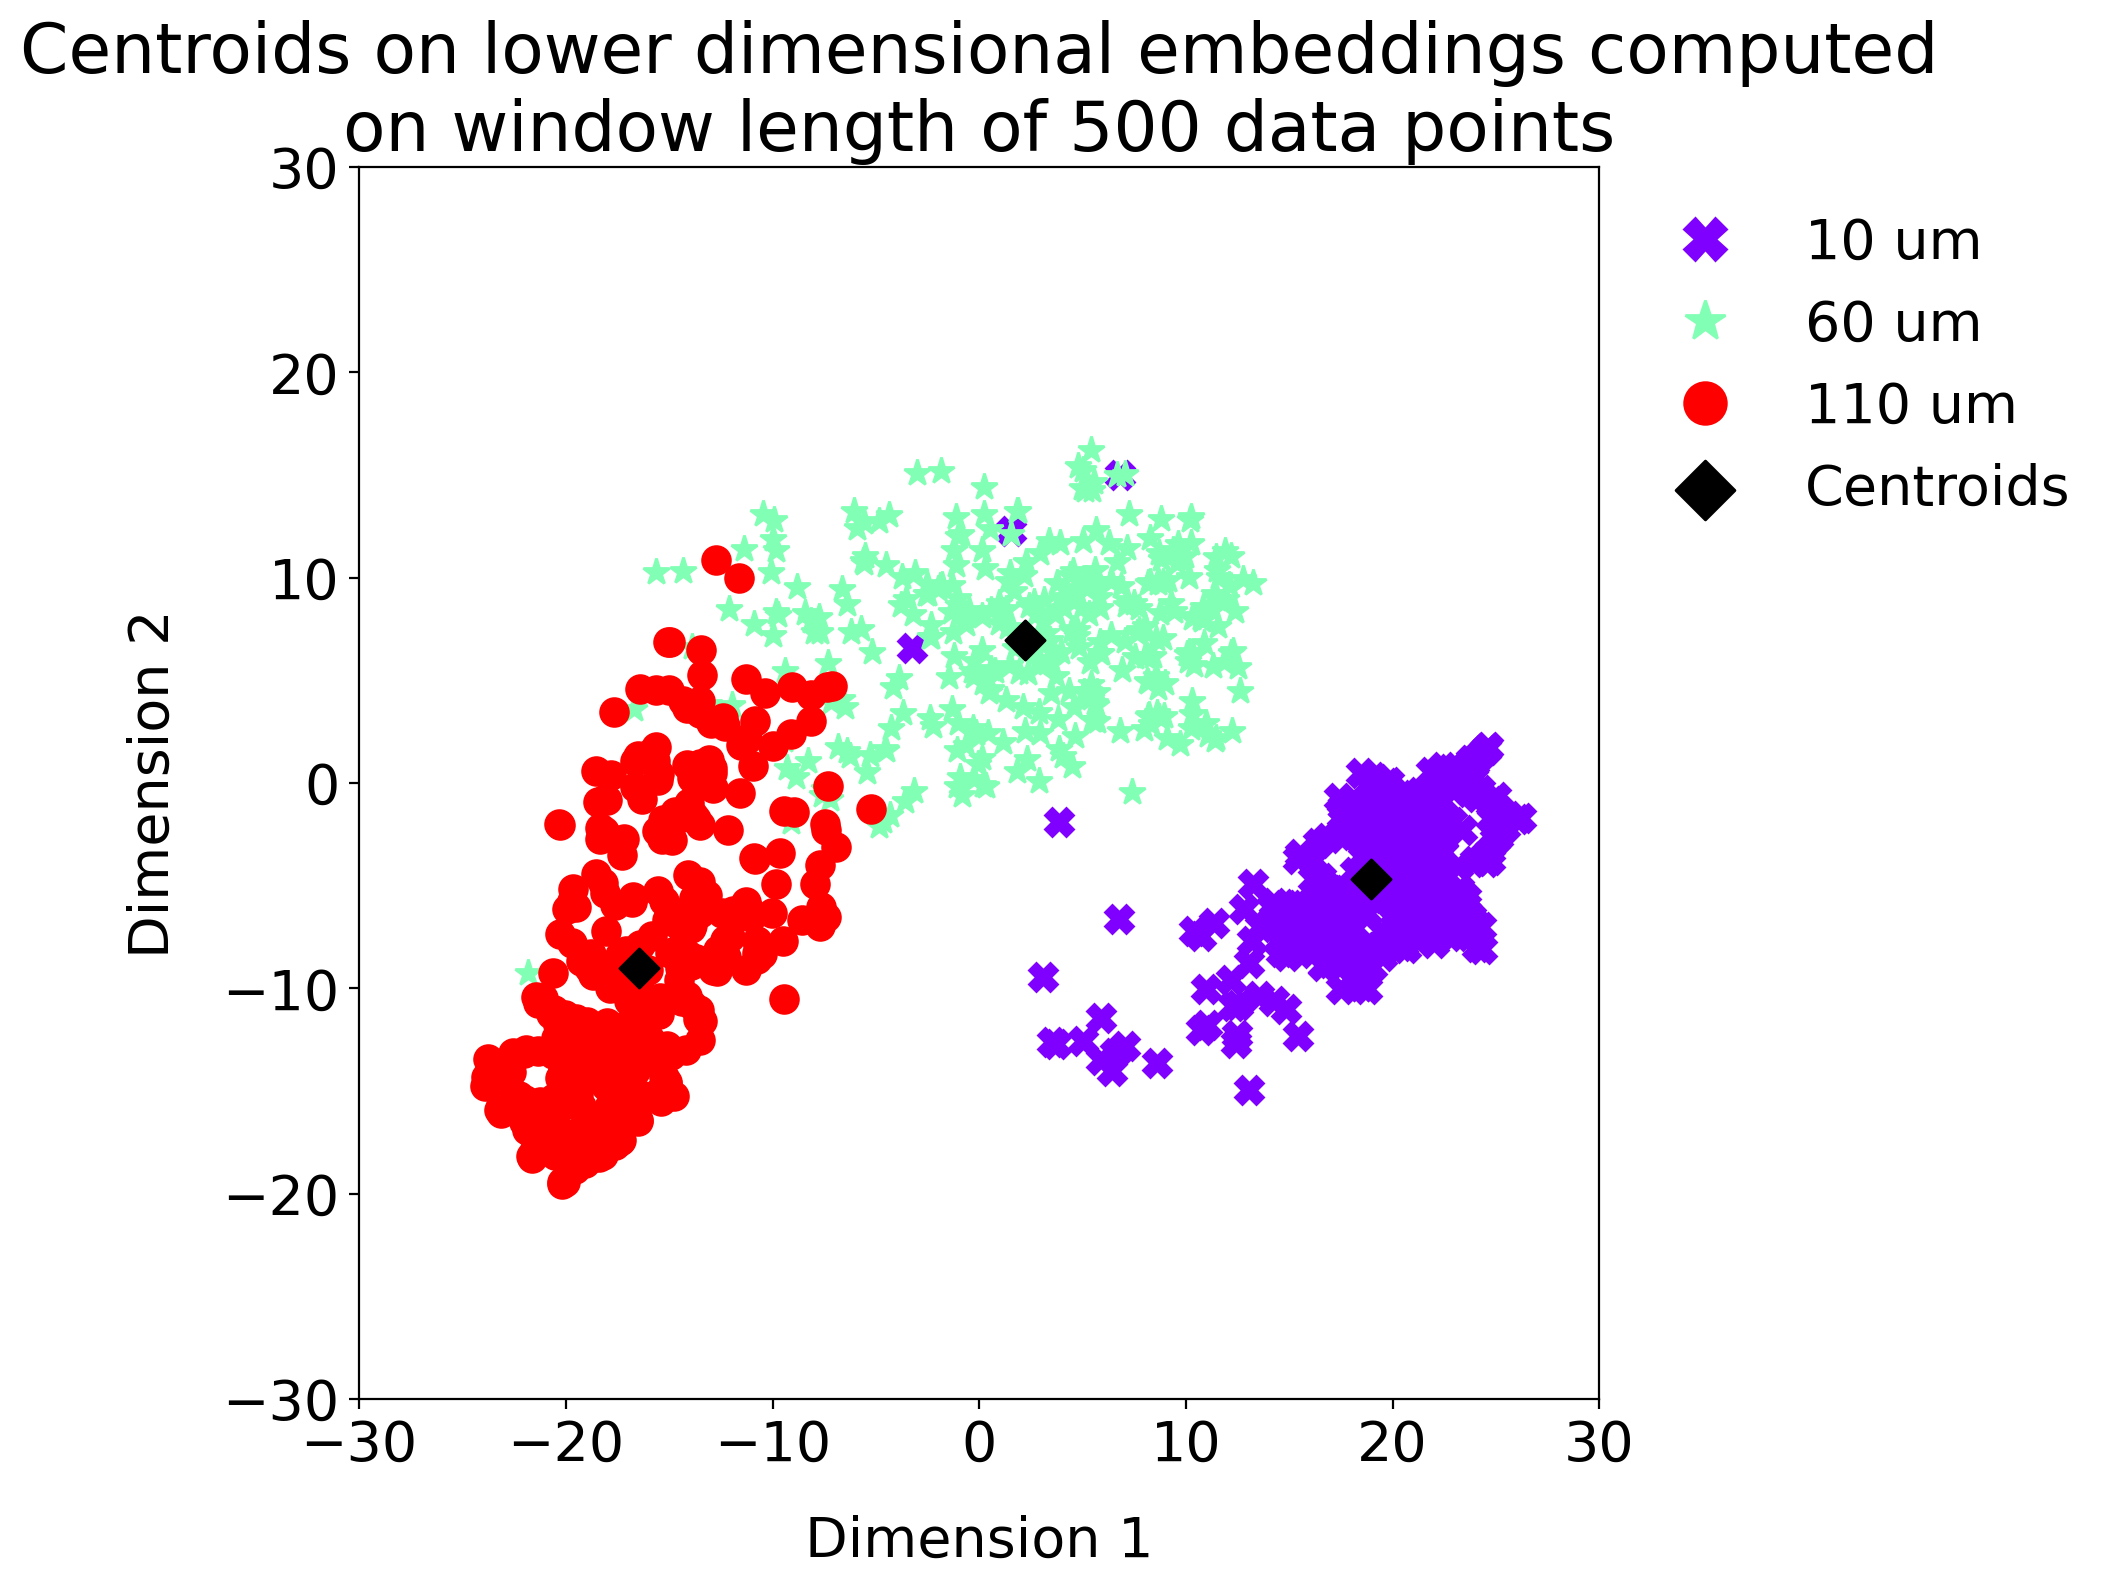 Centroids on lower dimensional embeddings computed
on window length of 500 data points
30
20
10
0
−10
−20
−30
Dimension 2
−30
−20
−10
0
10
20
30
Dimension 1
10 um
60 um
110 um
Centroids